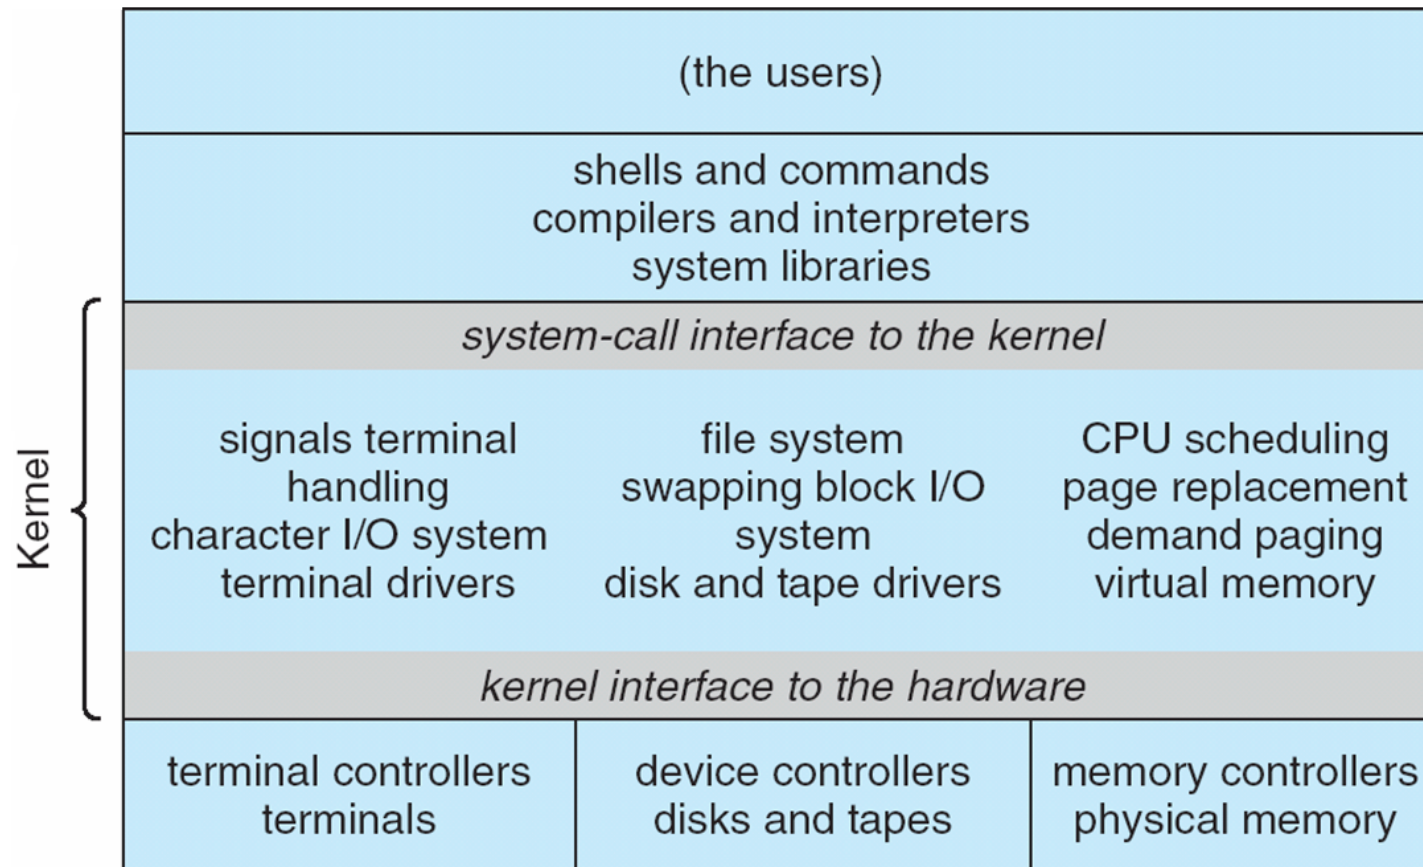 (the users)
shells and commands
compilers and interpreters
system libraries
system-call interface to the kernel
Kernel
signals terminal
handling
character I/O system
terminal drivers
file system
swapping block I/O
system
disk and tape drivers
CPU scheduling
page replacement
demand paging
virtual memory
kernel interface to the hardware
terminal controllers
terminals
device controllers
disks and tapes
memory controllers
physical memory